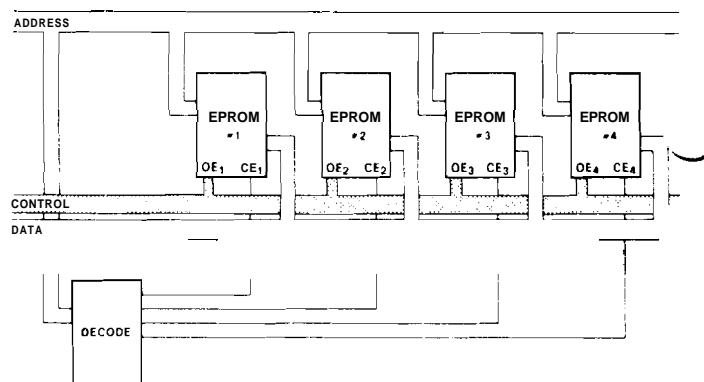 ADDRESS
EPROM
#1
OE1 CE1
EPROM
#2
OE2 CE2
EPROM
#3
OE3 CE3
EPROM
#4
OE4 CE4
CONTROL
DATA
DECODE